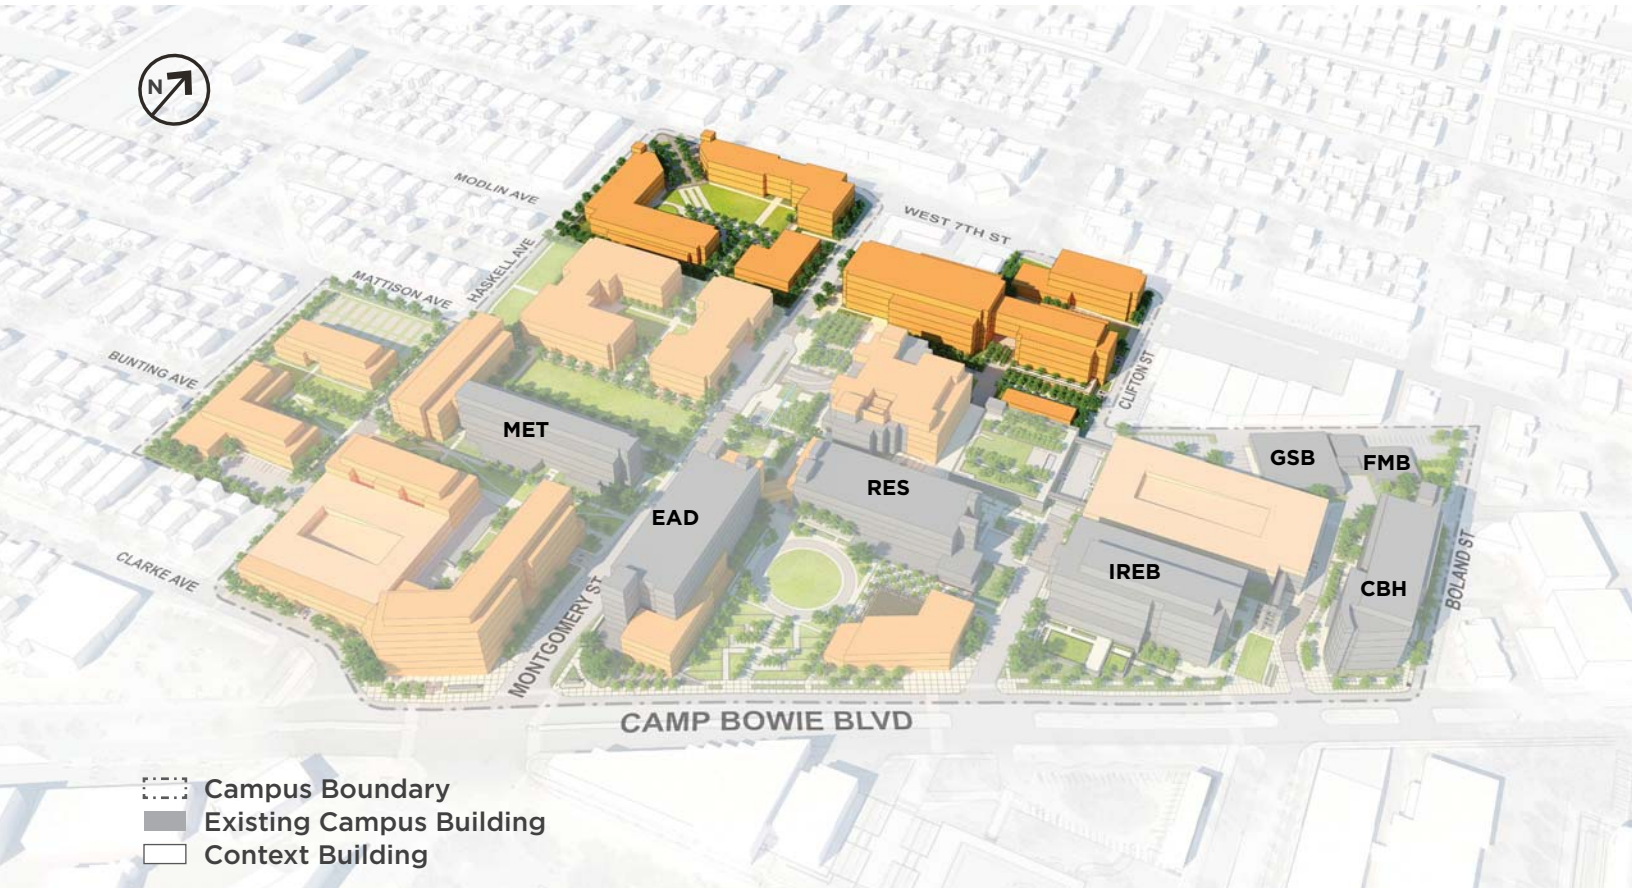 N
MODLIN AVE
WEST 7TH ST
HASKELL AVE
MATTISON AVE
BUNTING AVE
CLIFTON ST
MET
GSB
FMB
RES
EAD
BOLAND ST
CLARKE AVE
IREB
CBH
MONTGOMERY ST
CAMP BOWIE BLVD
Campus Boundary
Existing Campus Building
Context Building